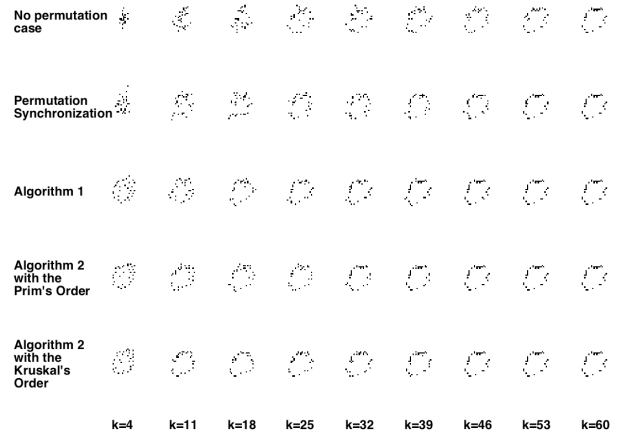 No permutation
case
Permutation
Synchronization
Algorithm 1
Algorithm 2
with the
Prim's Order
Algorithm 2
with the
Kruskal's
Order
k=4 k=11 k=18 k=25 k=32 k=39 k=46 k=53 k=60